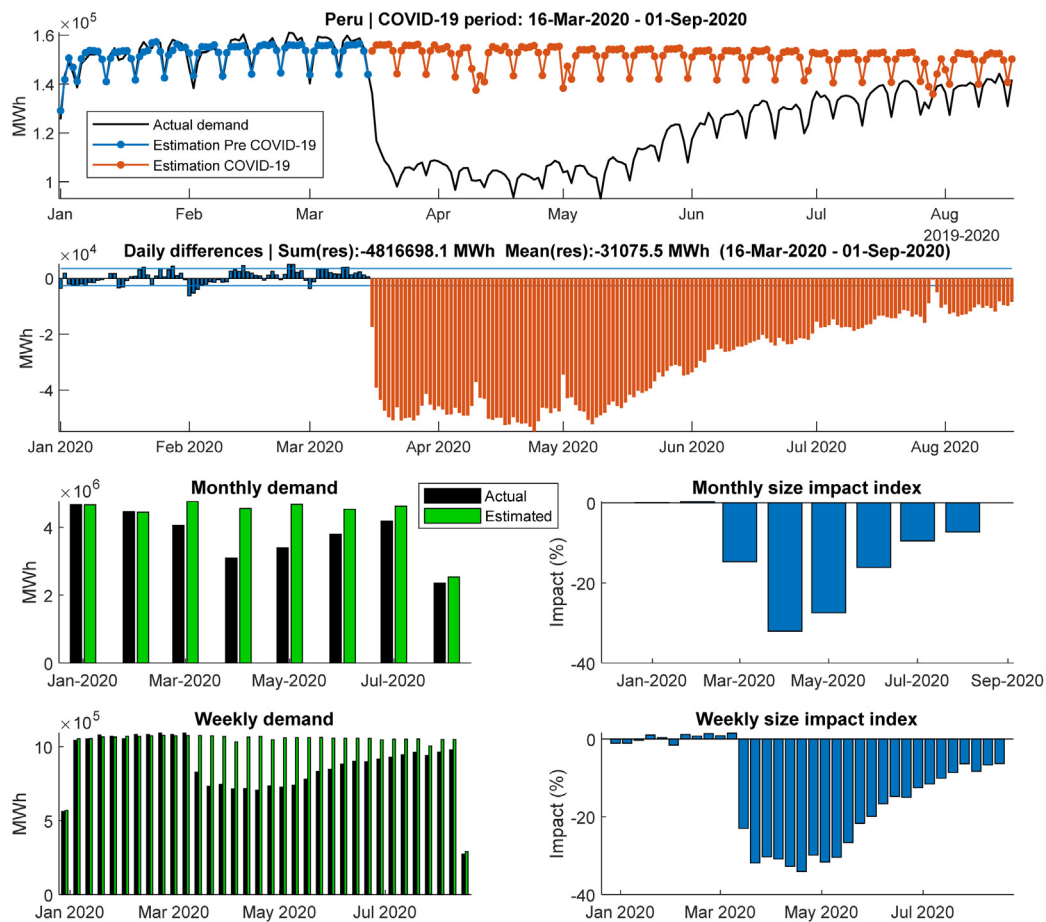 Peru | COVID-19 period: 16-Mar-2020 - 01-Sep-2020
×10^5
1.6
1.4
1.2
1
MWh
Actual demand
Estimation Pre COVID-19
Estimation COVID-19
Jan Feb Mar Apr May Jun Jul Aug
2019-2020
Daily differences | Sum(res):-4816698.1 MWh Mean(res):-31075.5 MWh (16-Mar-2020 - 01-Sep-2020)
×10^4
0
-2
-4
MWh
Jan 2020 Feb 2020 Mar 2020 Apr 2020 May 2020 Jun 2020 Jul 2020 Aug 2020
Monthly demand
×10^6
4
2
0
MWh
Actual
Estimated
Jan-2020 Mar-2020 May-2020 Jul-2020
Monthly size impact index
0
-20
-40
Impact (%)
Jan-2020 Mar-2020 May-2020 Jul-2020 Sep-2020
Weekly demand
×10^5
10
5
0
MWh
Jan 2020 Mar 2020 May 2020 Jul 2020
Weekly size impact index
0
-20
-40
Impact (%)
Jan 2020 Mar 2020 May 2020 Jul 2020